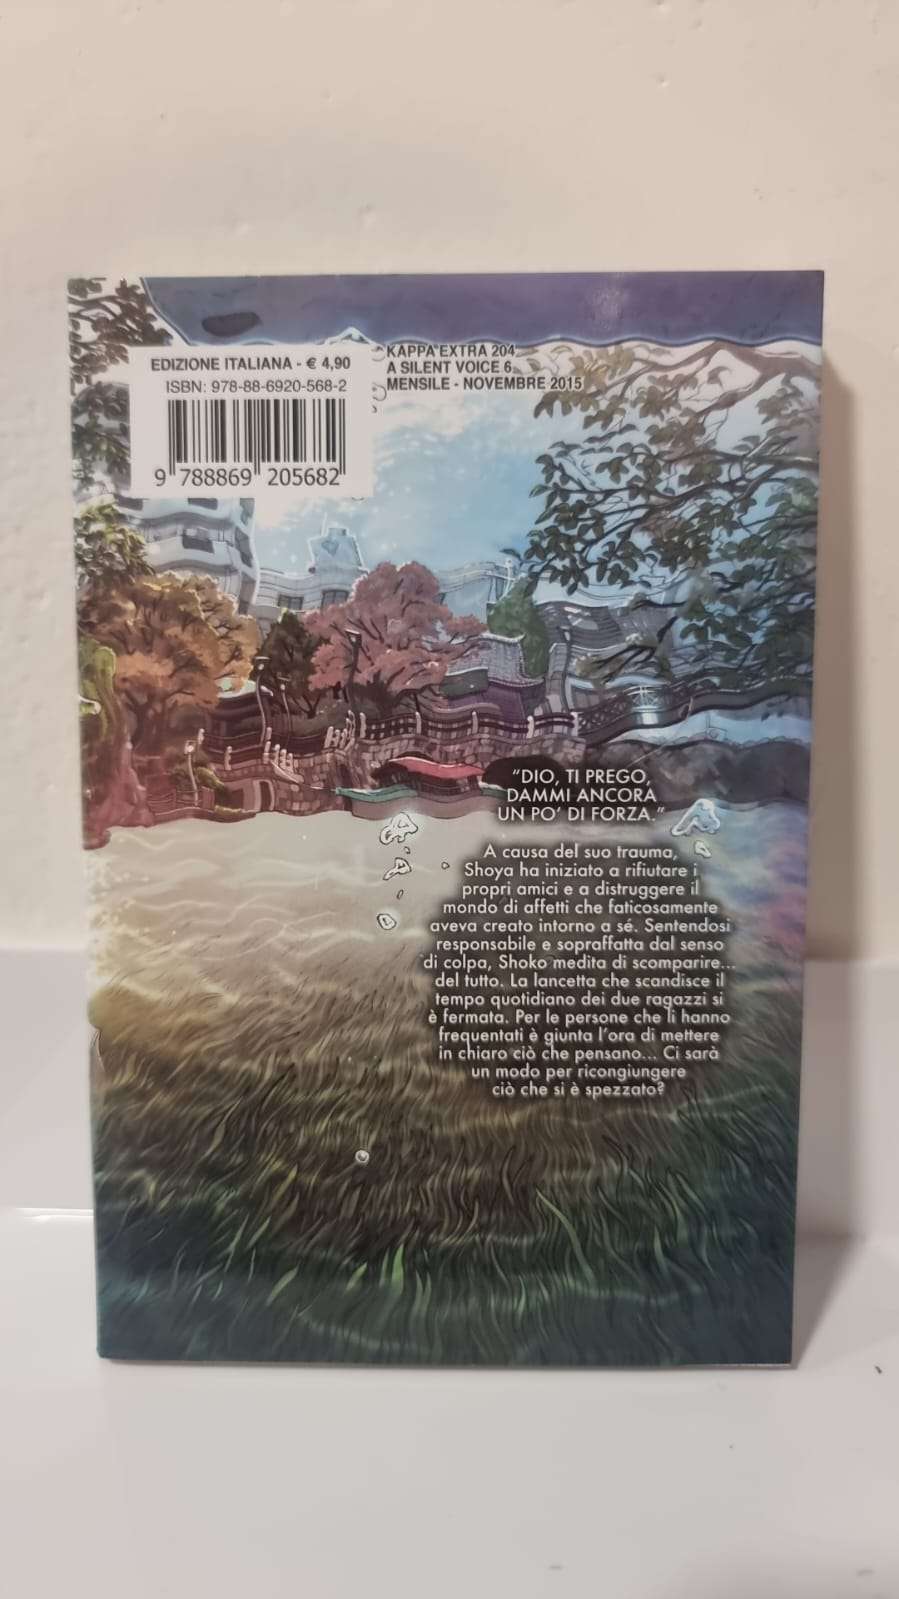 EDIZIONE ITALIANA - € 4,90
ISBN: 978-88-6920-568-2
9 788869 205682
KAPPA EXTRA 204
A SILENT VOICE 6
MENSILE - NOVEMBRE 2015
“DIO, TI PREGO,
DAMMI ANCORA
UN PO’ DI FORZA.”
A causa del suo trauma,
Shoya ha iniziato a rifiutare i
propri amici e a distruggere il
mondo di affetti che faticosamente
aveva creato intorno a sé. Sentendosi
responsabile e sopraffatta dal senso
di colpa, Shoko medita di scomparire...
del tutto. La lancetta che scandisce il
tempo quotidiano dei due ragazzi si
è fermata. Per le persone che li hanno
frequentati è giunta l’ora di mettere
in chiaro ciò che pensano... Ci sarà
un modo per ricongiungere
ciò che si è spezzato?